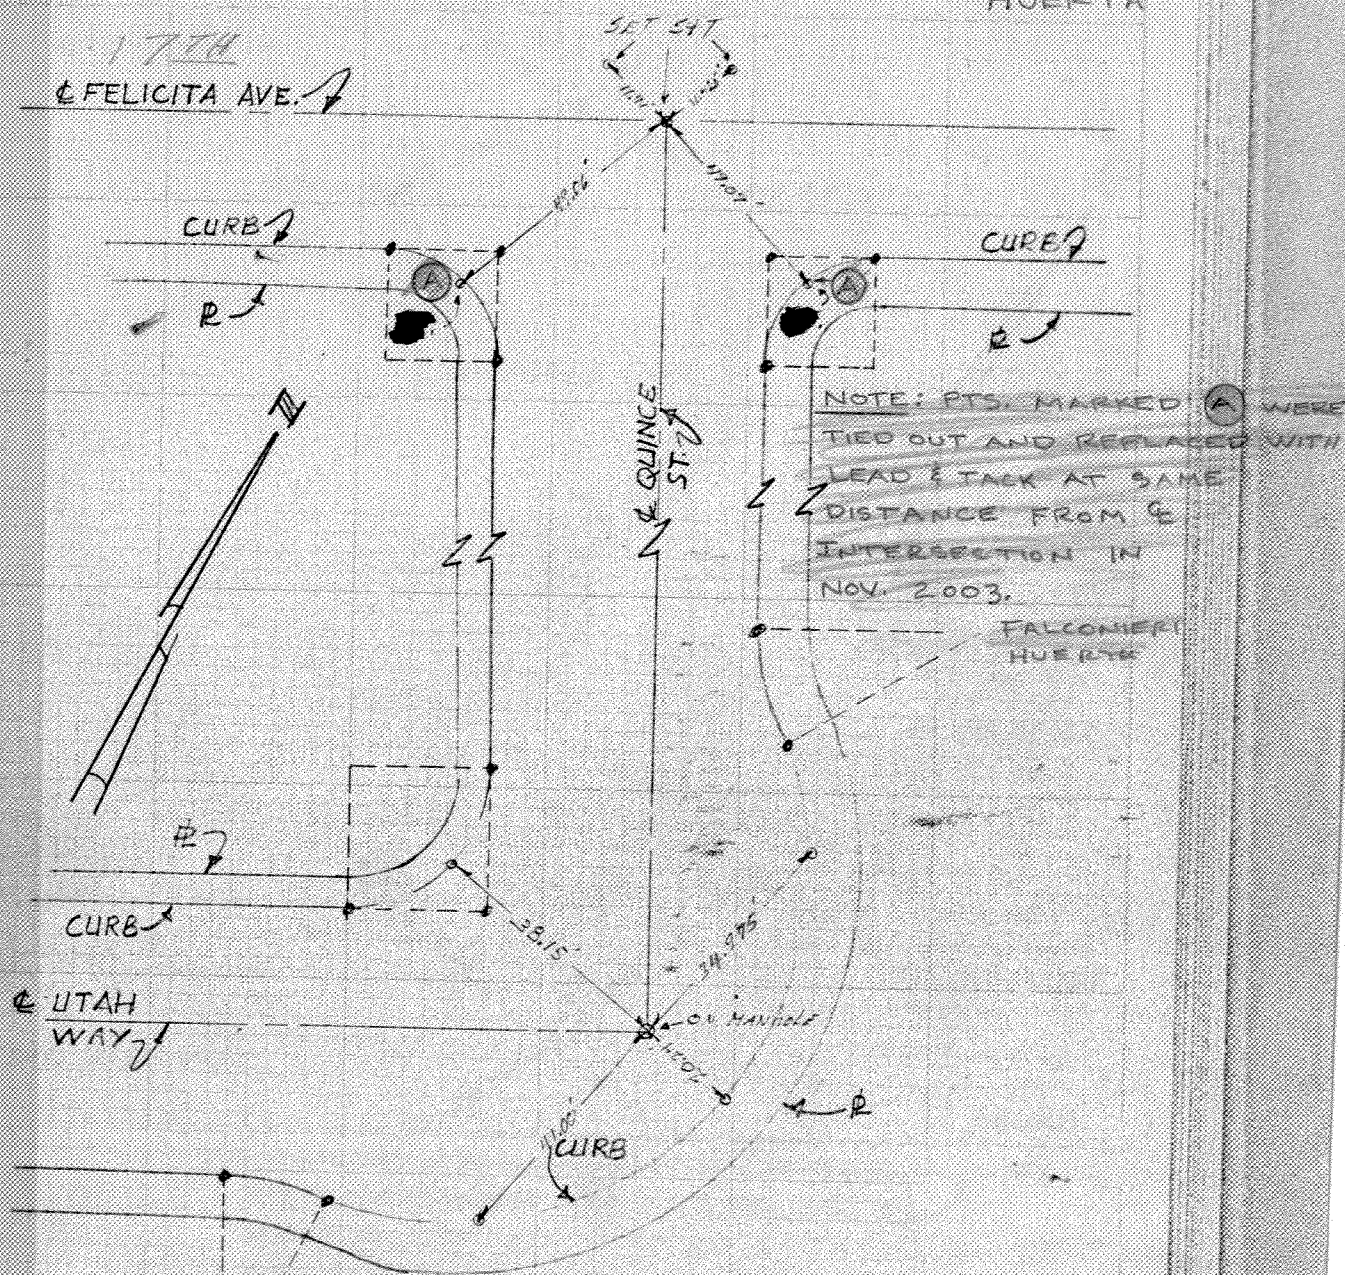 HUERTA
17TH
SET S&T
℄ FELICITA AVE.
CURB
CURB
A
A
℄ QUINCE
ST.
NOTE: PTS. MARKED A WERE
TIED OUT AND REPLACED WITH
LEAD & TACK AT SAME
DISTANCE FROM ℄
INTERSECTION IN
NOV. 2003.
FALCONIERI
HUERTA
CURB
38.15'
34.975'
℄ UTAH
WAY
ON MANHOLE
CURB